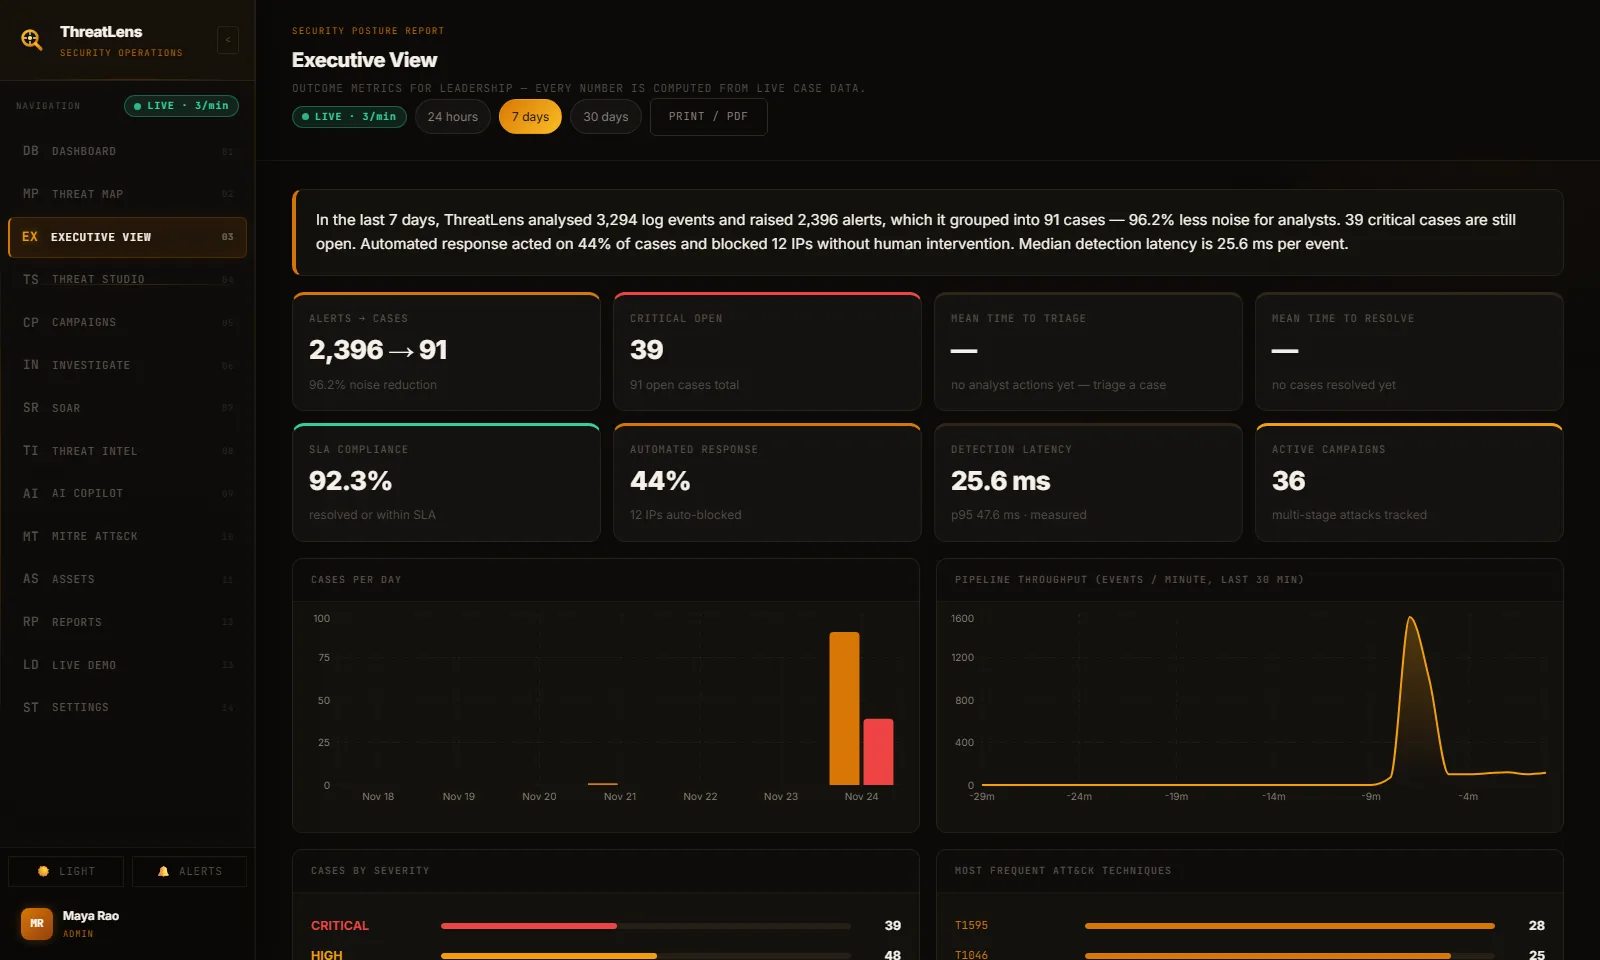 ThreatLens
SECURITY OPERATIONS
<
NAVIGATION
LIVE · 3/min
DB DASHBOARD 01
MP THREAT MAP 02
EX EXECUTIVE VIEW 03
TS THREAT STUDIO 04
CP CAMPAIGNS 05
IN INVESTIGATE 06
SR SOAR 07
TI THREAT INTEL 08
AI AI COPILOT 09
MT MITRE ATT&CK 10
AS ASSETS 11
RP REPORTS 12
LD LIVE DEMO 13
ST SETTINGS 14
LIGHT
ALERTS
MR
Maya Rao
ADMIN
SECURITY POSTURE REPORT
Executive View
OUTCOME METRICS FOR LEADERSHIP — EVERY NUMBER IS COMPUTED FROM LIVE CASE DATA.
LIVE · 3/min
24 hours
7 days
30 days
PRINT / PDF
In the last 7 days, ThreatLens analysed 3,294 log events and raised 2,396 alerts, which it grouped into 91 cases — 96.2% less noise for analysts. 39 critical cases are still
open. Automated response acted on 44% of cases and blocked 12 IPs without human intervention. Median detection latency is 25.6 ms per event.
ALERTS → CASES
2,396 → 91
96.2% noise reduction
CRITICAL OPEN
39
91 open cases total
MEAN TIME TO TRIAGE
—
no analyst actions yet — triage a case
MEAN TIME TO RESOLVE
—
no cases resolved yet
SLA COMPLIANCE
92.3%
resolved or within SLA
AUTOMATED RESPONSE
44%
12 IPs auto-blocked
DETECTION LATENCY
25.6 ms
p95 47.6 ms · measured
ACTIVE CAMPAIGNS
36
multi-stage attacks tracked
CASES PER DAY
100
75
50
25
0
Nov 18 Nov 19 Nov 20 Nov 21 Nov 22 Nov 23 Nov 24
PIPELINE THROUGHPUT (EVENTS / MINUTE, LAST 30 MIN)
1600
1200
800
400
0
-29m -24m -19m -14m -9m -4m
CASES BY SEVERITY
CRITICAL 39
HIGH 48
MOST FREQUENT ATT&CK TECHNIQUES
T1595 28
T1046 25